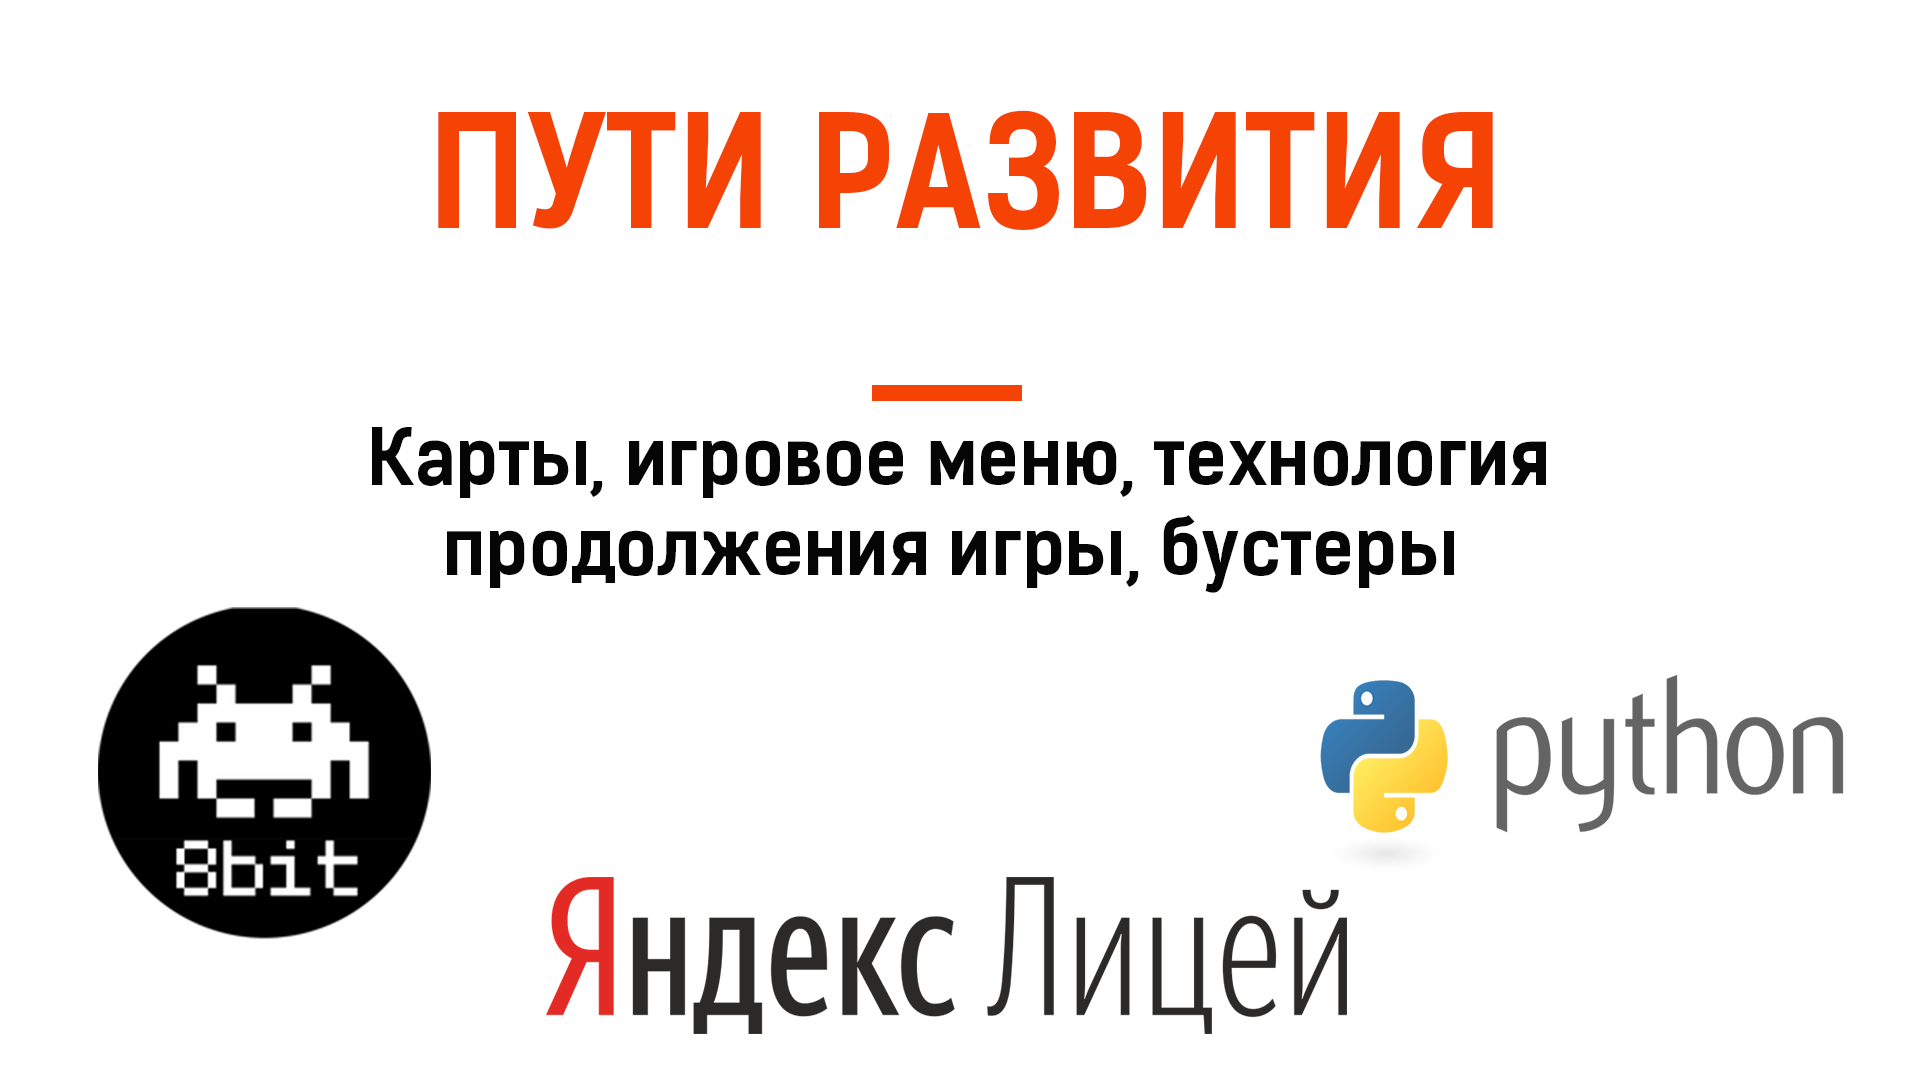 ПУТИ РАЗВИТИЯ
Карты, игровое меню, технология
продолжения игры, бустеры
8bit
python
Яндекс Лицей